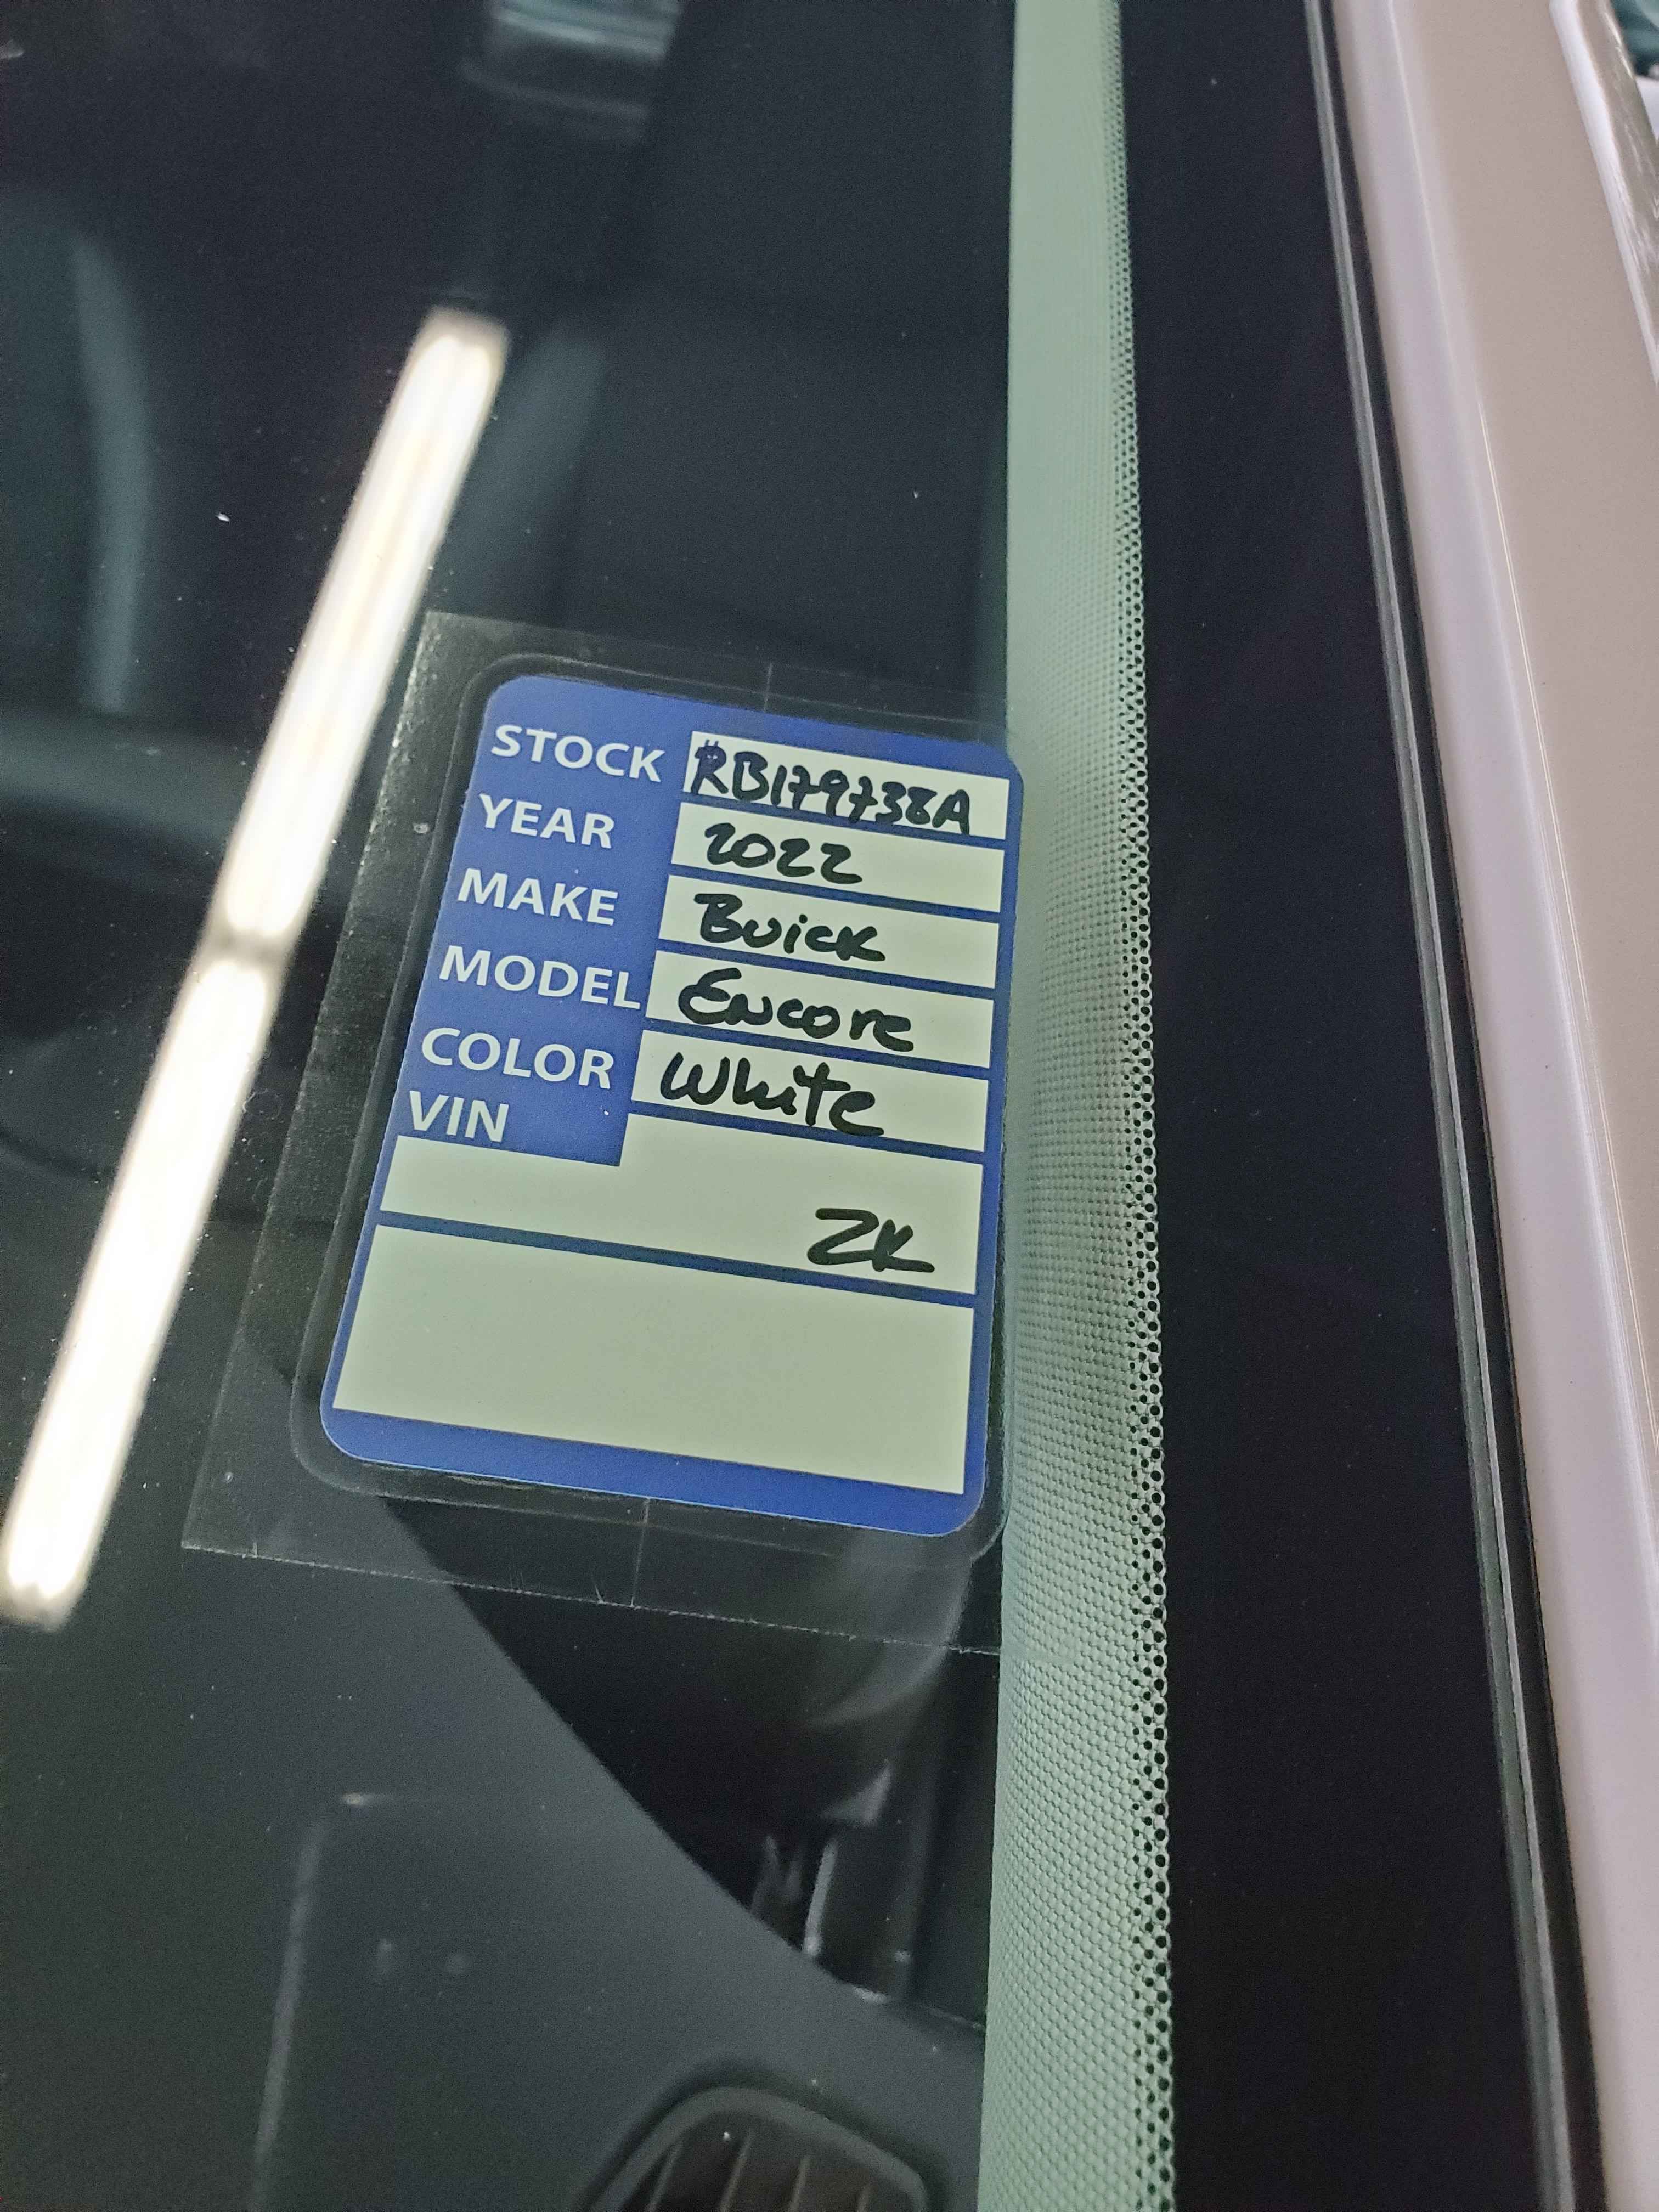 STOCK RB179738A
YEAR 2022
MAKE Buick
MODEL Encore
COLOR White
VIN
ZK